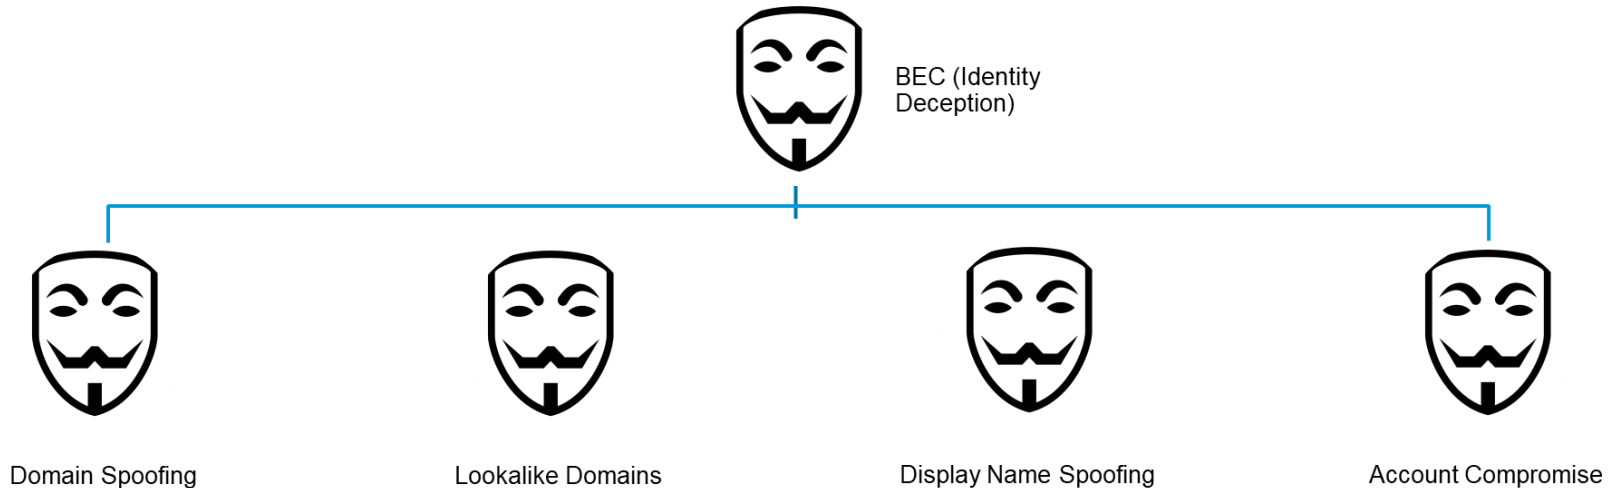 BEC (Identity
Deception)
Domain Spoofing
Lookalike Domains
Display Name Spoofing
Account Compromise